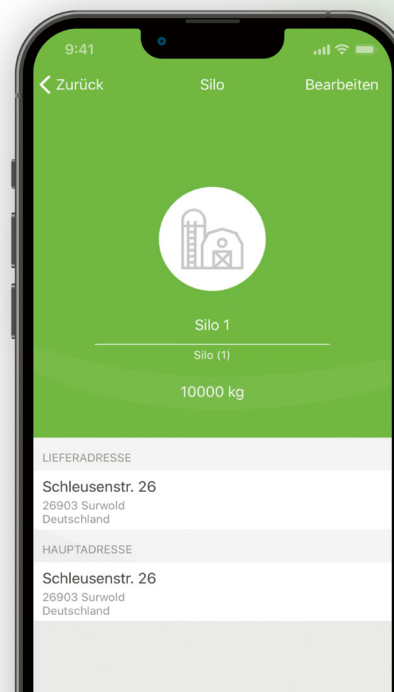 9:41
Zurück Silo Bearbeiten
Silo 1
Silo (1)
10000 kg
LIEFERADRESSE
Schleusenstr. 26
26903 Surwold
Deutschland
HAUPTADRESSE
Schleusenstr. 26
26903 Surwold
Deutschland